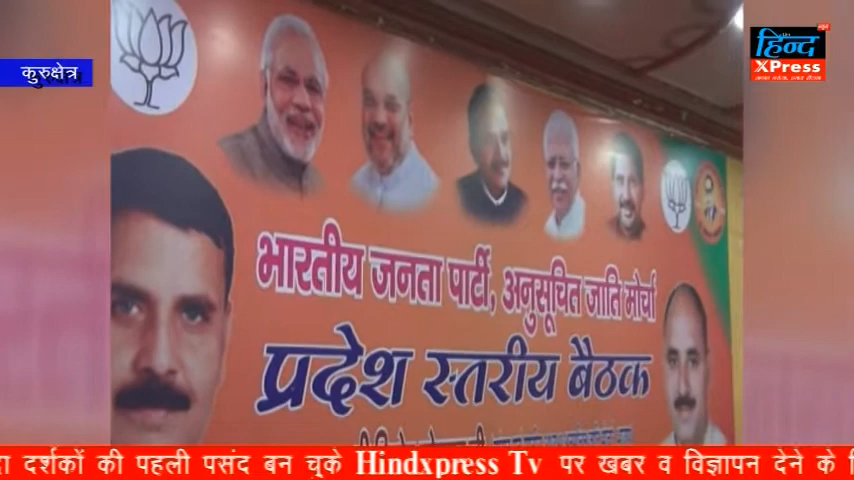 कुरुक्षेत्र
हिन्द
XPress
भारतीय जनता पार्टी, अनुसूचित जाति मोर्चा
प्रदेश स्तरीय बैठक
दर्शकों की पहली पसंद बन चुके Hindxpress Tv पर खबर व विज्ञापन देने के